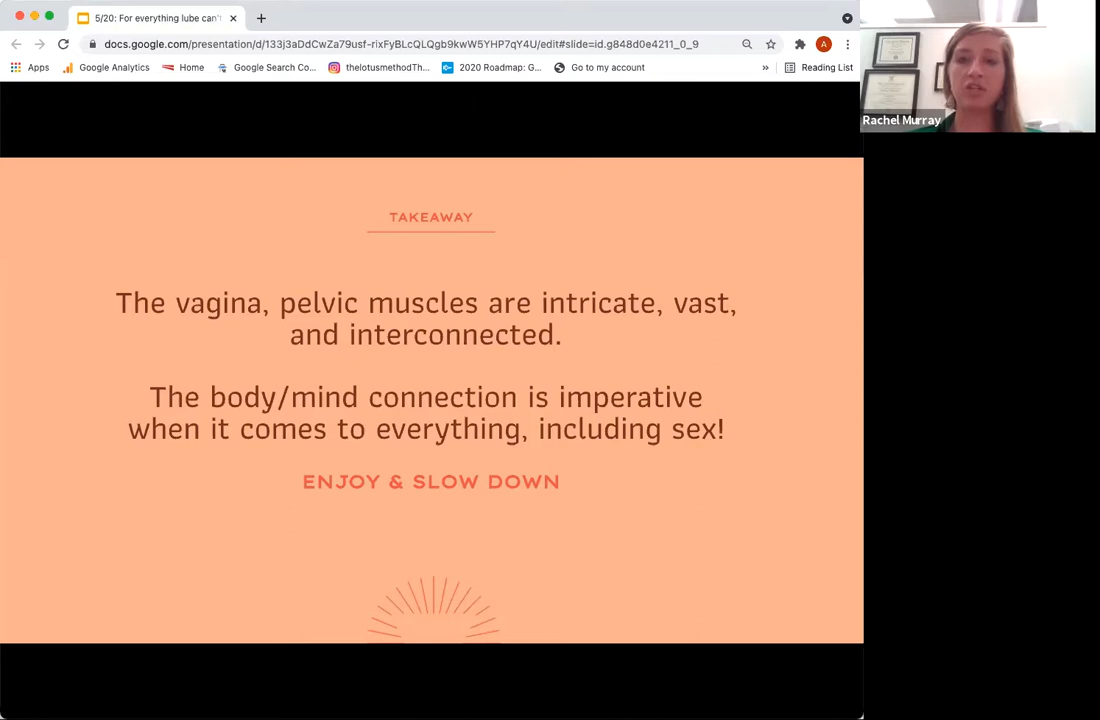 5/20: For everything lube can't
docs.google.com/presentation/d/133j3aDdCwZa79usf-rixFyBLcQLQgb9kwW5YHP7qY4U/edit#slide=id.g848d0e4211_0_9
A
Apps
Google Analytics
Home
Google Search Co...
thelotusmethodTh...
2020 Roadmap: G...
Go to my account
»
Reading List
Rachel Murray
TAKEAWAY
The vagina, pelvic muscles are intricate, vast,
and interconnected.
The body/mind connection is imperative
when it comes to everything, including sex!
ENJOY & SLOW DOWN